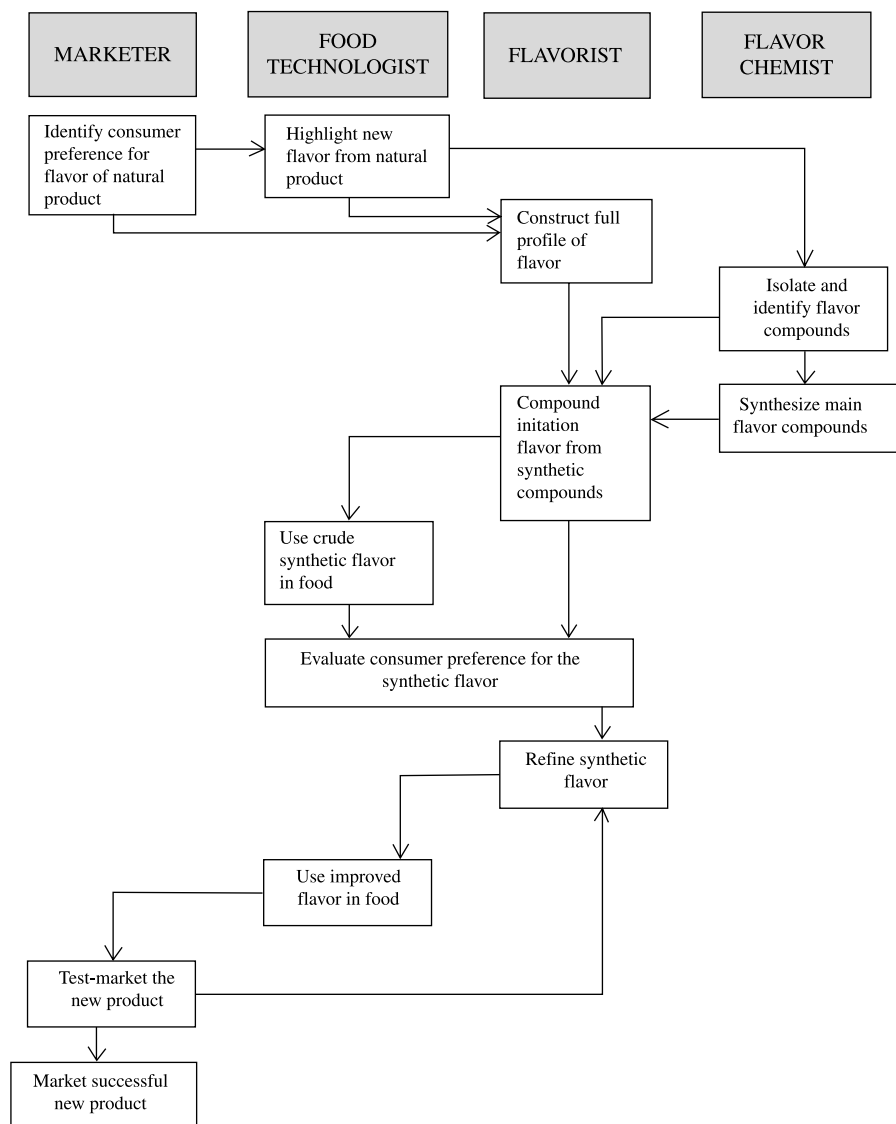 MARKETER
FOOD
TECHNOLOGIST
FLAVORIST
FLAVOR
CHEMIST
Identify consumer
preference for
flavor of natural
product
Highlight new
flavor from natural
product
Construct full
profile of
flavor
Isolate and
identify flavor
compounds
Compound
initation
flavor from
synthetic
compounds
Synthesize main
flavor compounds
Use crude
synthetic flavor
in food
Evaluate consumer preference for the
synthetic flavor
Refine synthetic
flavor
Use improved
flavor in food
Test-market the
new product
Market successful
new product